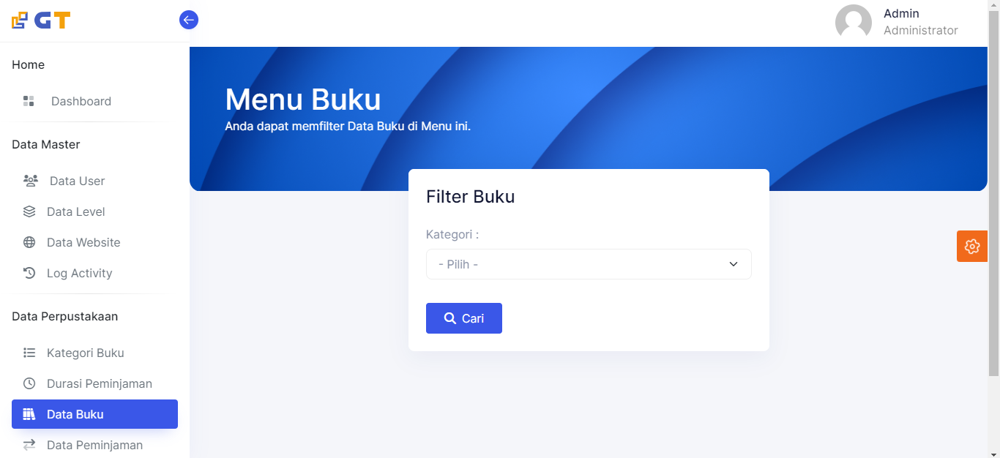 GT
Admin
Administrator
Home
Dashboard
Data Master
Data User
Data Level
Data Website
Log Activity
Data Perpustakaan
Kategori Buku
Durasi Peminjaman
Data Buku
Data Peminjaman
Menu Buku
Anda dapat memfilter Data Buku di Menu ini.
Filter Buku
Kategori :
- Pilih -
Cari